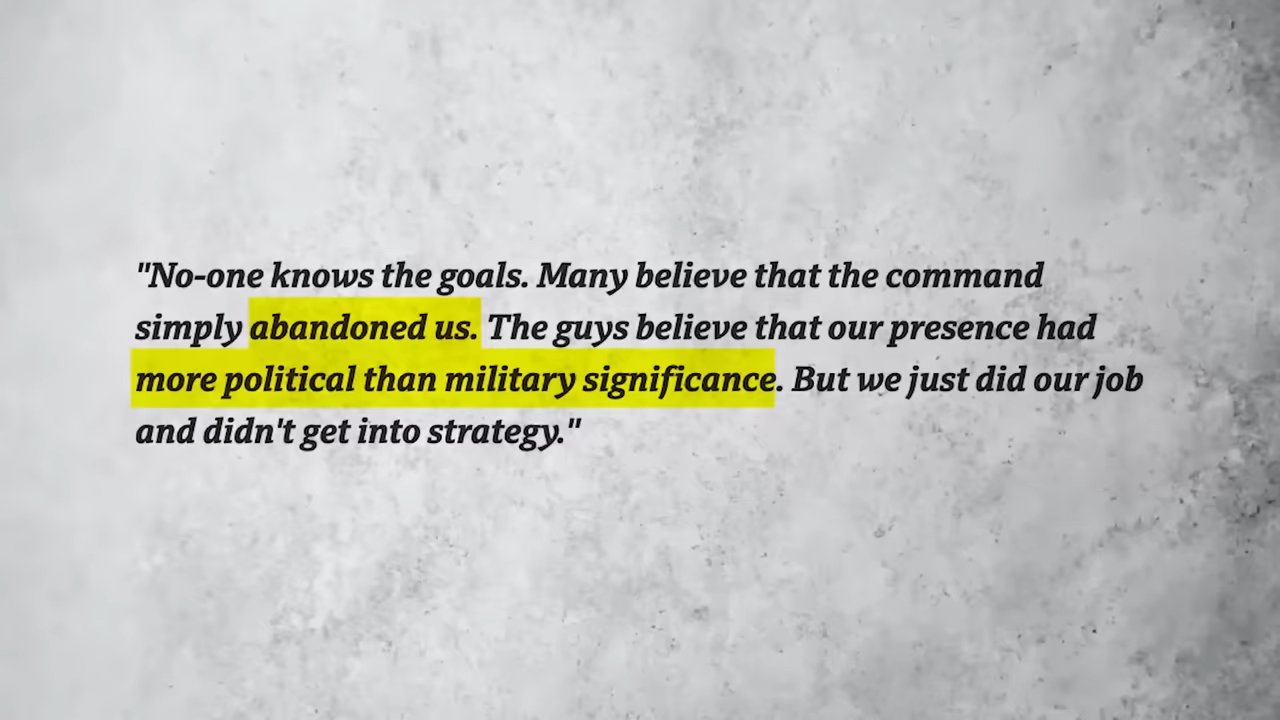 "No-one knows the goals. Many believe that the command
simply abandoned us. The guys believe that our presence had
more political than military significance. But we just did our job
and didn't get into strategy."